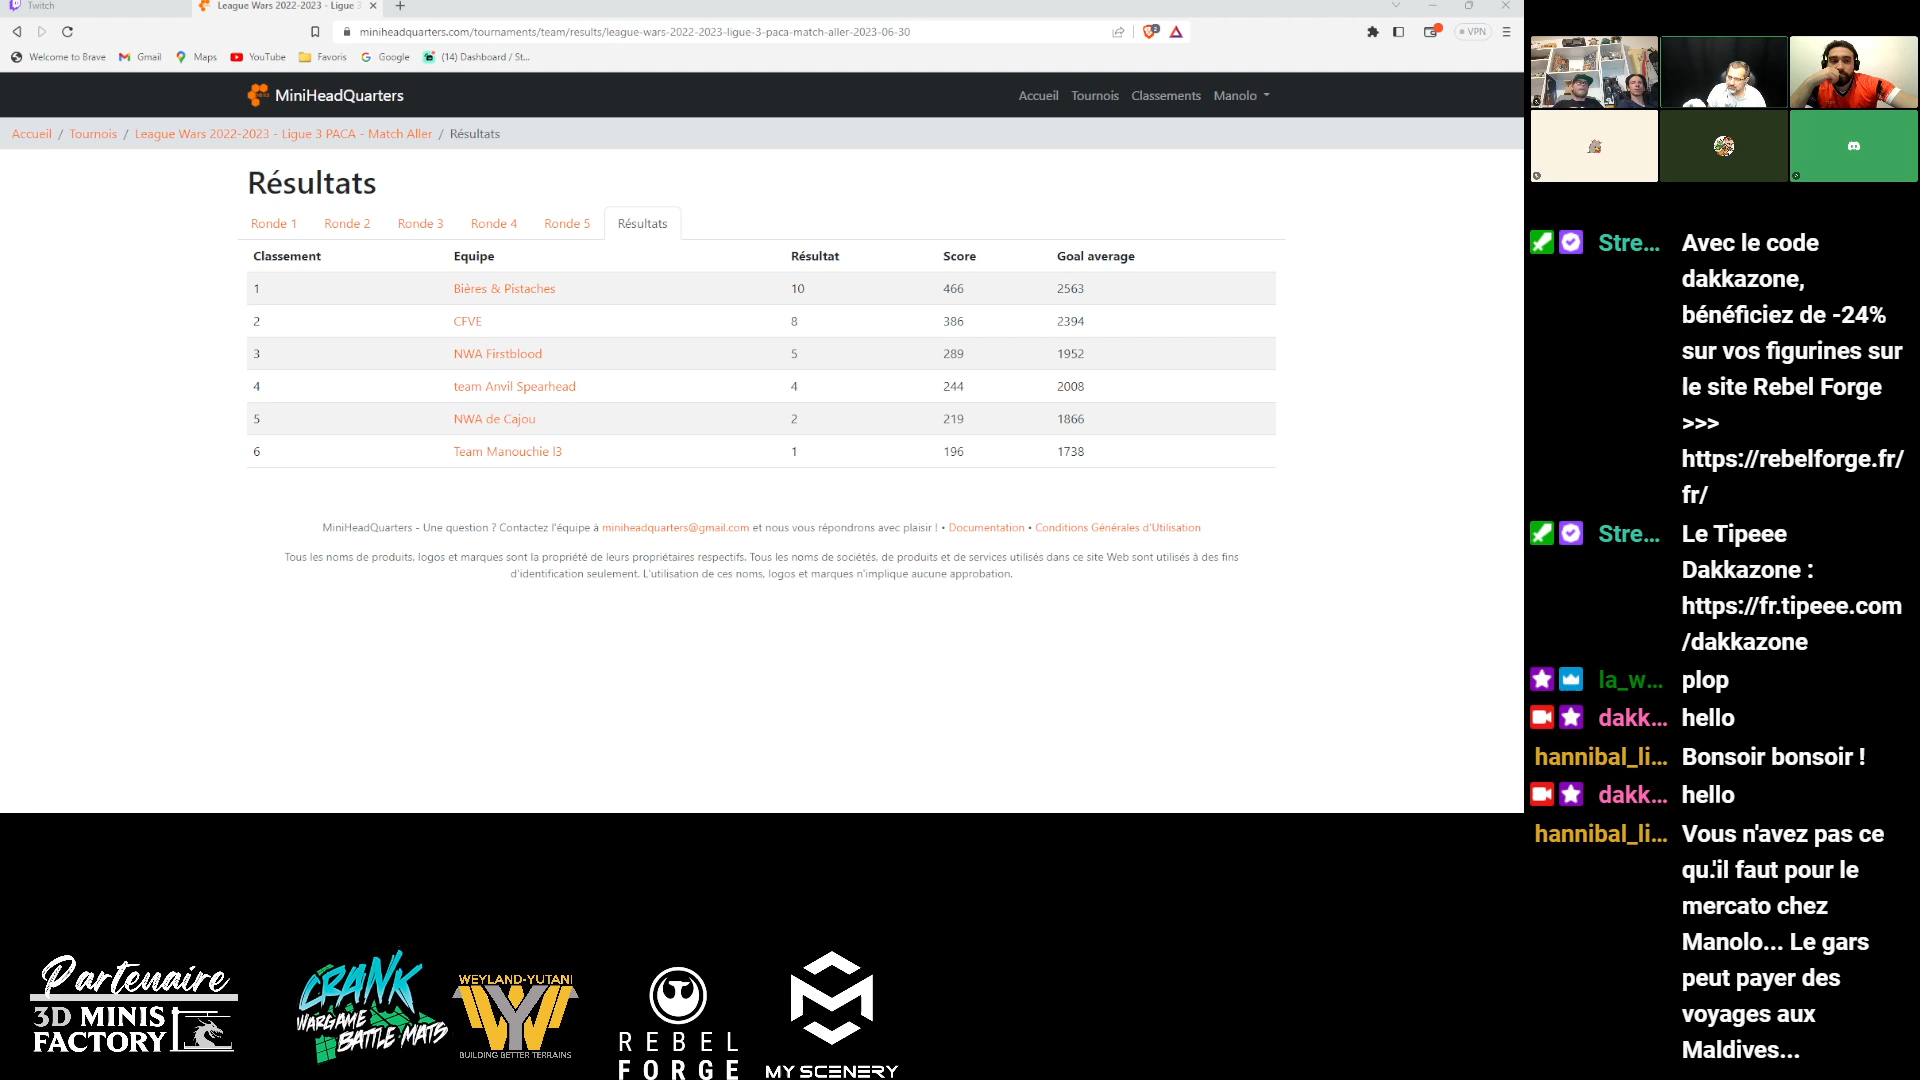 Twitch
League Wars 2022-2023 - Ligue 3
miniheadquarters.com/tournaments/team/results/league-wars-2022-2023-ligue-3-paca-match-aller-2023-06-30
VPN
Welcome to Brave Gmail Maps YouTube Favoris Google (14) Dashboard / St...
MiniHeadQuarters Accueil Tournois Classements Manolo
Accueil / Tournois / League Wars 2022-2023 - Ligue 3 PACA - Match Aller / Résultats
Résultats
Ronde 1 Ronde 2 Ronde 3 Ronde 4 Ronde 5 Résultats
Classement Equipe Résultat Score Goal average
1 Bières & Pistaches 10 466 2563
2 CFVE 8 386 2394
3 NWA Firstblood 5 289 1952
4 team Anvil Spearhead 4 244 2008
5 NWA de Cajou 2 219 1866
6 Team Manouchie l3 1 196 1738
MiniHeadQuarters - Une question ? Contactez l'équipe à miniheadquarters@gmail.com et nous vous répondrons avec plaisir ! • Documentation • Conditions Générales d'Utilisation
Tous les noms de produits, logos et marques sont la propriété de leurs propriétaires respectifs. Tous les noms de sociétés, de produits et de services utilisés dans ce site Web sont utilisés à des fins
d'identification seulement. L'utilisation de ces noms, logos et marques n'implique aucune approbation.
Stre... Avec le code
dakkazone,
bénéficiez de -24%
sur vos figurines sur
le site Rebel Forge
>>>
https://rebelforge.fr/
fr/
Stre... Le Tipeee
Dakkazone :
https://fr.tipeee.com
/dakkazone
la_w... plop
dakk... hello
hannibal_li... Bonsoir bonsoir !
dakk... hello
hannibal_li... Vous n'avez pas ce
qu.'il faut pour le
mercato chez
Manolo... Le gars
peut payer des
voyages aux
Maldives...
Partenaire
3D MINIS
FACTORY
CRANK
WARGAME
BATTLE MATS
WEYLAND-YUTANI
BUILDING BETTER TERRAINS
REBEL
FORGE
MY SCENERY